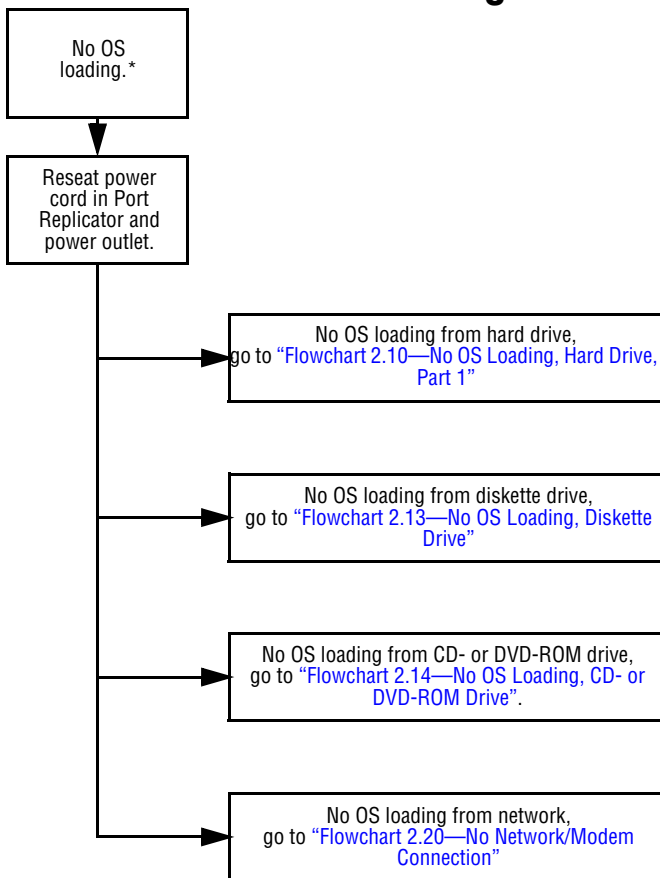 No OS
loading.*
Reseat power
cord in Port
Replicator and
power outlet.
No OS loading from hard drive,
go to “Flowchart 2.10—No OS Loading, Hard Drive,
Part 1”
No OS loading from diskette drive,
go to “Flowchart 2.13—No OS Loading, Diskette
Drive”
No OS loading from CD- or DVD-ROM drive,
go to “Flowchart 2.14—No OS Loading, CD- or
DVD-ROM Drive”.
No OS loading from network,
go to “Flowchart 2.20—No Network/Modem
Connection”